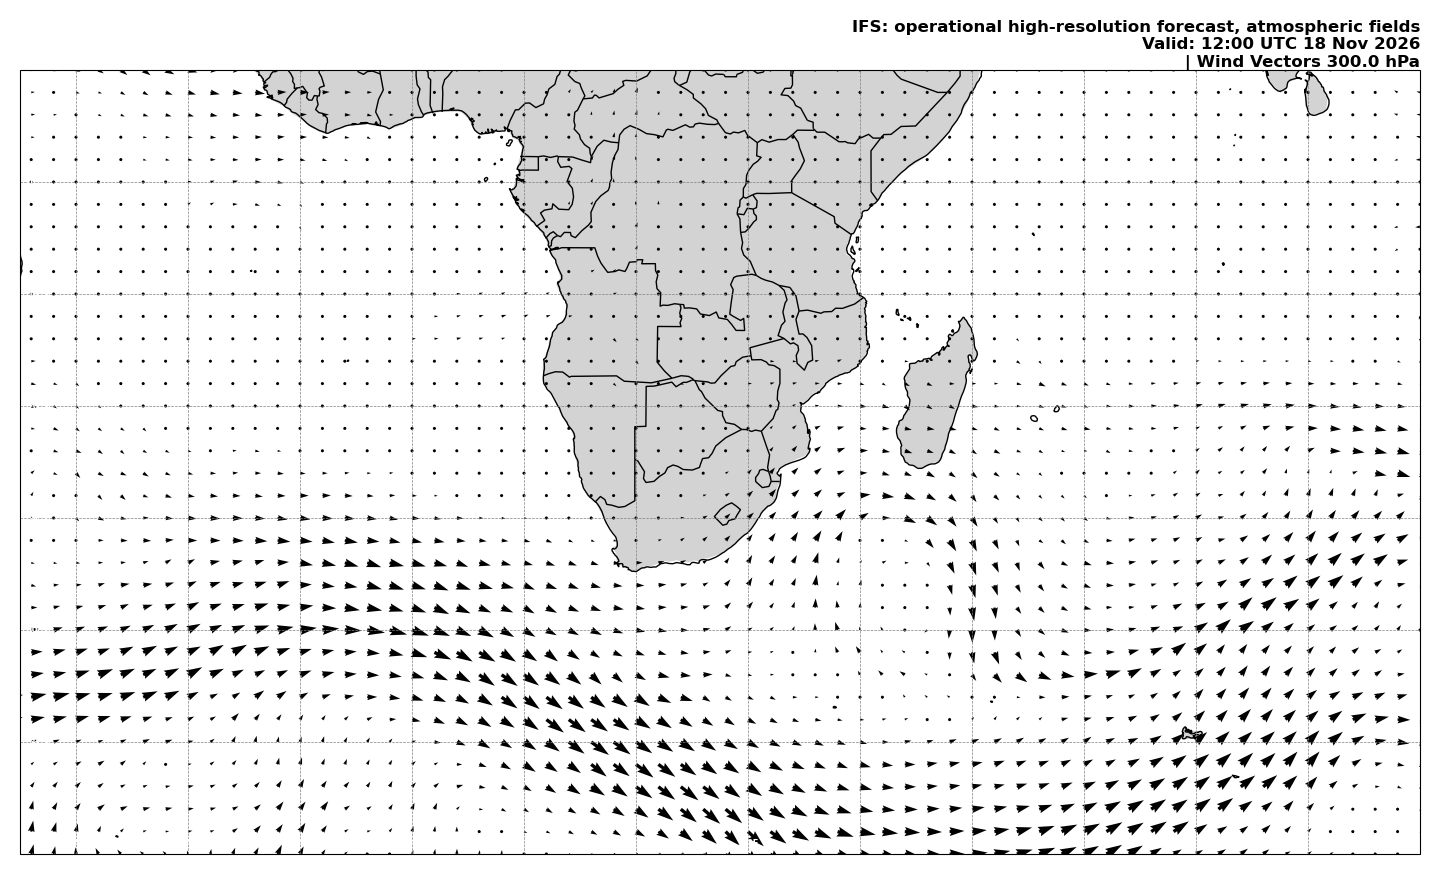 IFS: operational high-resolution forecast, atmospheric fields
Valid: 12:00 UTC 18 Nov 2026
| Wind Vectors 300.0 hPa